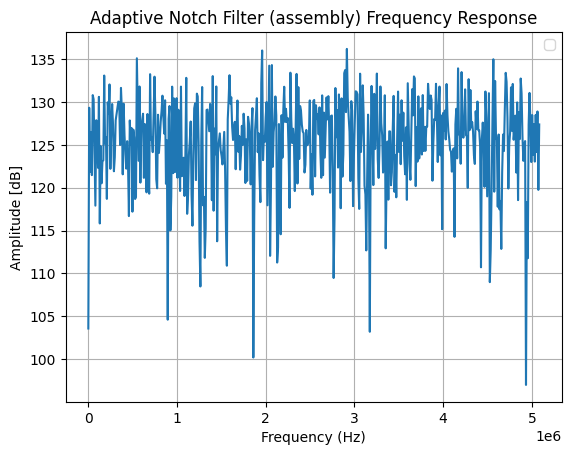 Adaptive Notch Filter (assembly) Frequency Response
Amplitude [dB]
135
130
125
120
115
110
105
100
0 1 2 3 4 5
1e6
Frequency (Hz)